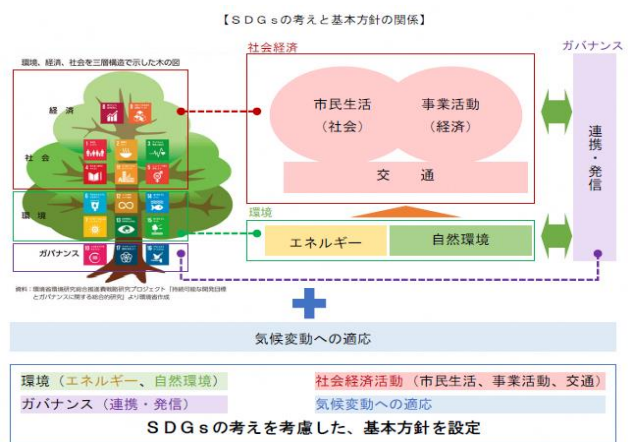 【SDGsの考えと基本方針の関係】
環境、経済、社会を三層構造で示した木の図
経 済
社 会
環 境
ガバナンス
資料：環境省環境研究総合推進費戦略研究プロジェクト「持続可能な開発目標
とガバナンスに関する総合的研究」より環境省作成
社会経済
市民生活
（社会）
事業活動
（経済）
交 通
環境
エネルギー
自然環境
ガバナンス
連携・発信
気候変動への適応
環境（エネルギー、自然環境）
社会経済活動（市民生活、事業活動、交通）
ガバナンス（連携・発信）
気候変動への適応
SDGsの考えを考慮した、基本方針を設定